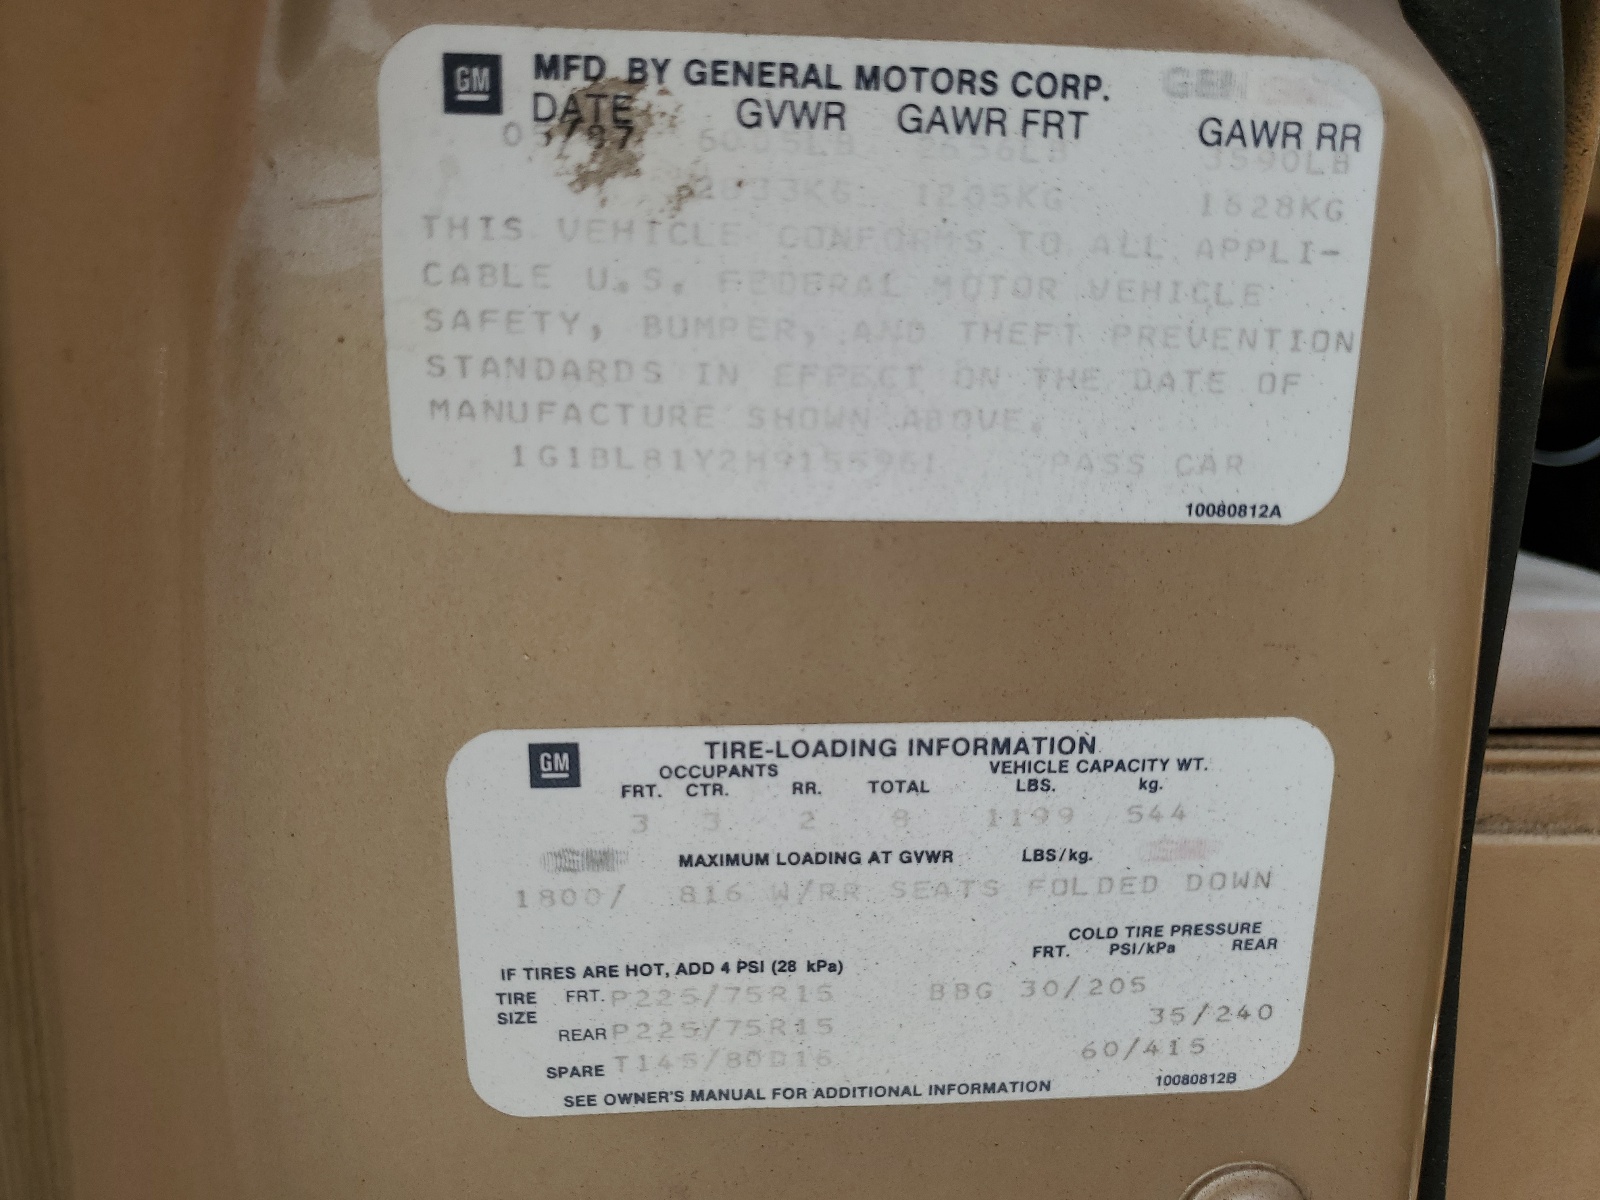 GM MFD BY GENERAL MOTORS CORP. GEN
DATE GVWR GAWR FRT GAWR RR
2656LB 3590LB
2833KG 1205KG 1628KG
THIS VEHICLE CONFORMS TO ALL APPLI-
CABLE U.S. FEDERAL MOTOR VEHICLE
SAFETY, BUMPER, AND THEFT PREVENTION
STANDARDS IN EFFECT ON THE DATE OF
MANUFACTURE SHOWN ABOVE.
1G1BL81Y2H9155961 PASS CAR
10080812A
GM TIRE-LOADING INFORMATION
OCCUPANTS VEHICLE CAPACITY WT.
FRT. CTR. RR. TOTAL LBS. kg.
3 3 2 8 1199 544
MAXIMUM LOADING AT GVWR LBS/kg.
1800/ 816 W/RR SEATS FOLDED DOWN
COLD TIRE PRESSURE
FRT. PSI/kPa REAR
IF TIRES ARE HOT, ADD 4 PSI (28 kPa)
TIRE SIZE FRT. P225/75R15 BBG 30/205
REAR P225/75R15 35/240
SPARE T145/80D16 60/415
SEE OWNER'S MANUAL FOR ADDITIONAL INFORMATION 10080812B